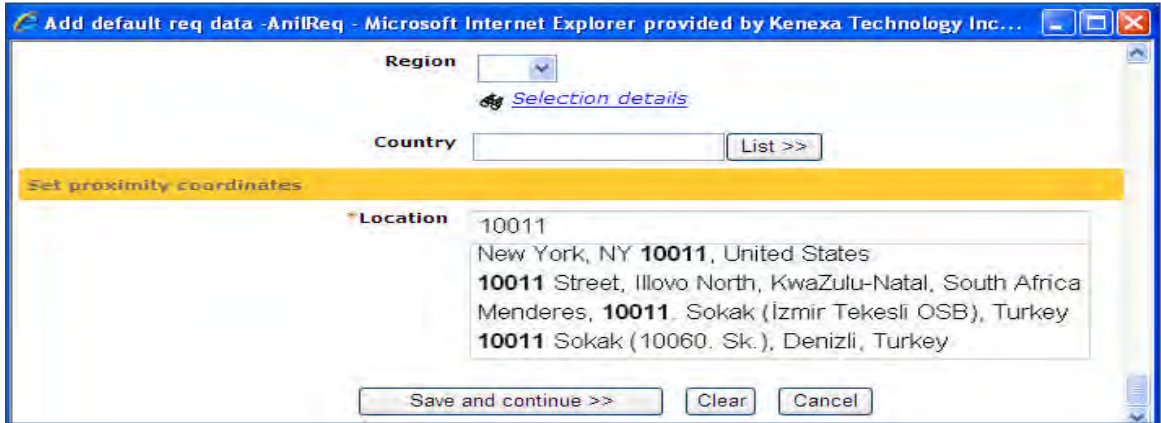 Add default req data -AnilReq - Microsoft Internet Explorer provided by Kenexa Technology Inc...
Region
Selection details
Country List >>
Set proximity coordinates
*Location 10011
New York, NY 10011, United States
10011 Street, Illovo North, KwaZulu-Natal, South Africa
Menderes, 10011. Sokak (İzmir Tekesli OSB), Turkey
10011 Sokak (10060. Sk.), Denizli, Turkey
Save and continue >> Clear Cancel